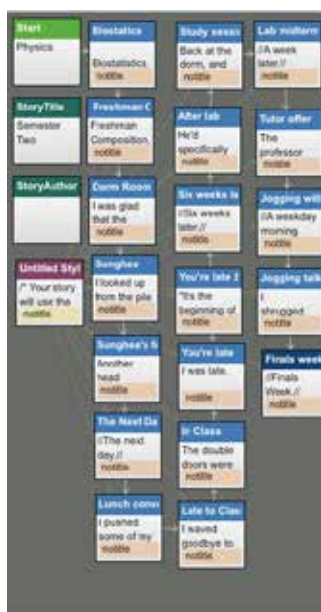 Start
Physics
StoryTitle
Semester
Two
StoryAuthor
Untitled Styl
/* Your story
will use the
notitle
Biostatics
Biostatistics,
notitle
Freshman C
Freshman
Composition,
notitle
Dorm Room
I was glad
that the
notitle
Sunghee
I looked up
from the pile
notitle
Sunghee's
Another
head
notitle
The Next Da
//The next
day.//
notitle
Lunch
I pushed
some of my
notitle
Late to Clas
I waved
goodbye to
notitle
In Class
The double
doors were
notitle
You're late
I was late.
notitle
You're late 2
"It's the
beginning of
notitle
Six weeks la
//Six weeks
later.//
notitle
After lab
He'd
specifically
notitle
Study sess
Back at the
dorm, and
notitle
Lab midterm
//A week
later.//
notitle
Tutor offer
The
professor
notitle
Jogging wit
//A weekday
morning
notitle
Jogging talk
I
shrugged.
notitle
Finals week
//Finals
Week.//
notitle